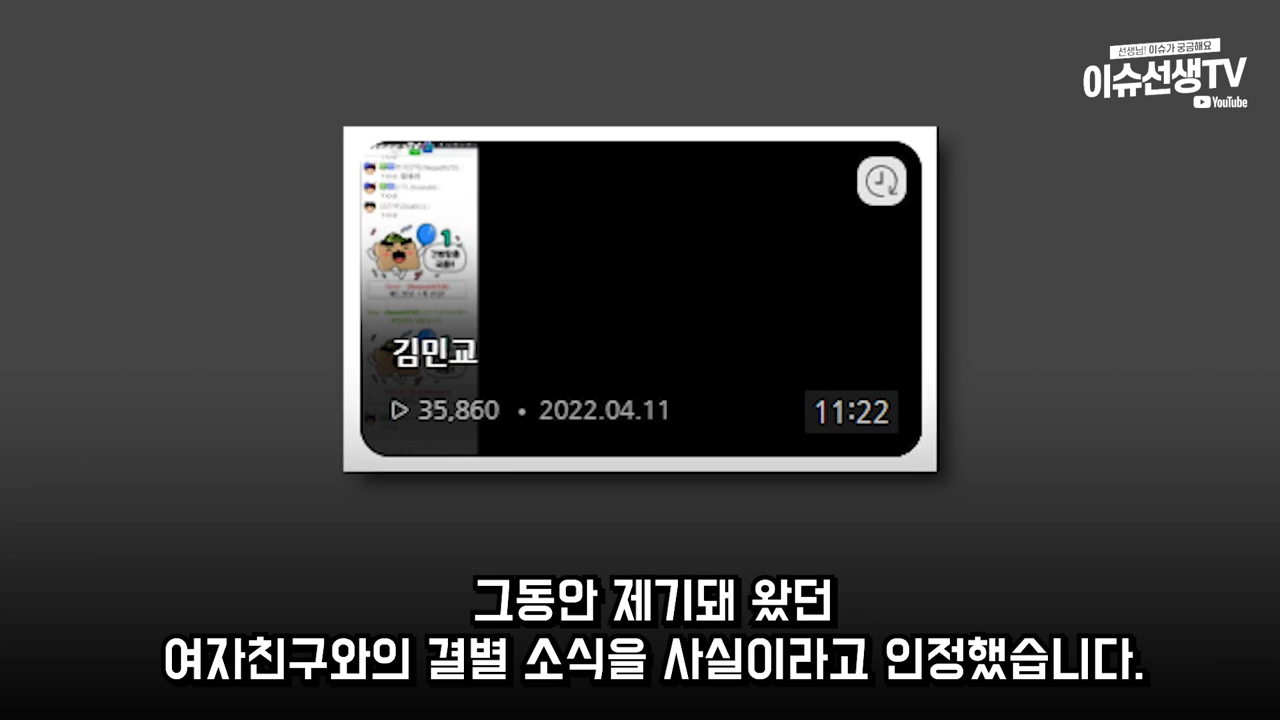 선생님! 이슈가 궁금해요
이슈선생TV
YouTube
1
김민교
35,860 • 2022.04.11
11:22
그동안 제기돼 왔던
여자친구와의 결별 소식을 사실이라고 인정했습니다.